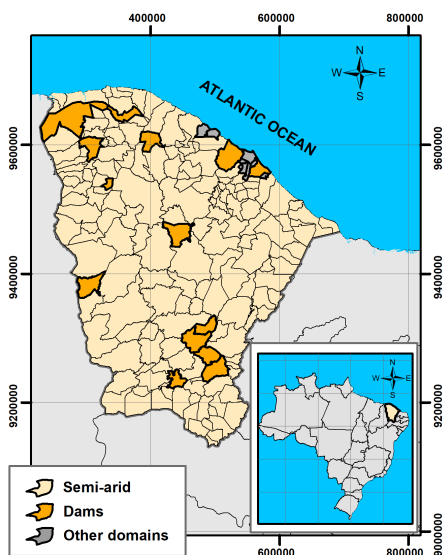 400000 600000 800000
N
W E
S
ATLANTIC OCEAN
9600000 9600000
9400000 9400000
9200000 9200000
N
W E
S
Semi-arid
Dams
Other domains
600000 800000